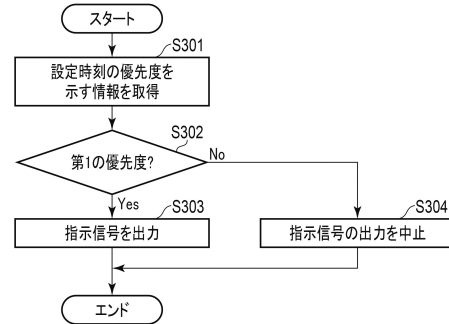 スタート
S301
設定時刻の優先度を
示す情報を取得
S302
第1の優先度?
No
Yes
S303
指示信号を出力
S304
指示信号の出力を中止
エンド